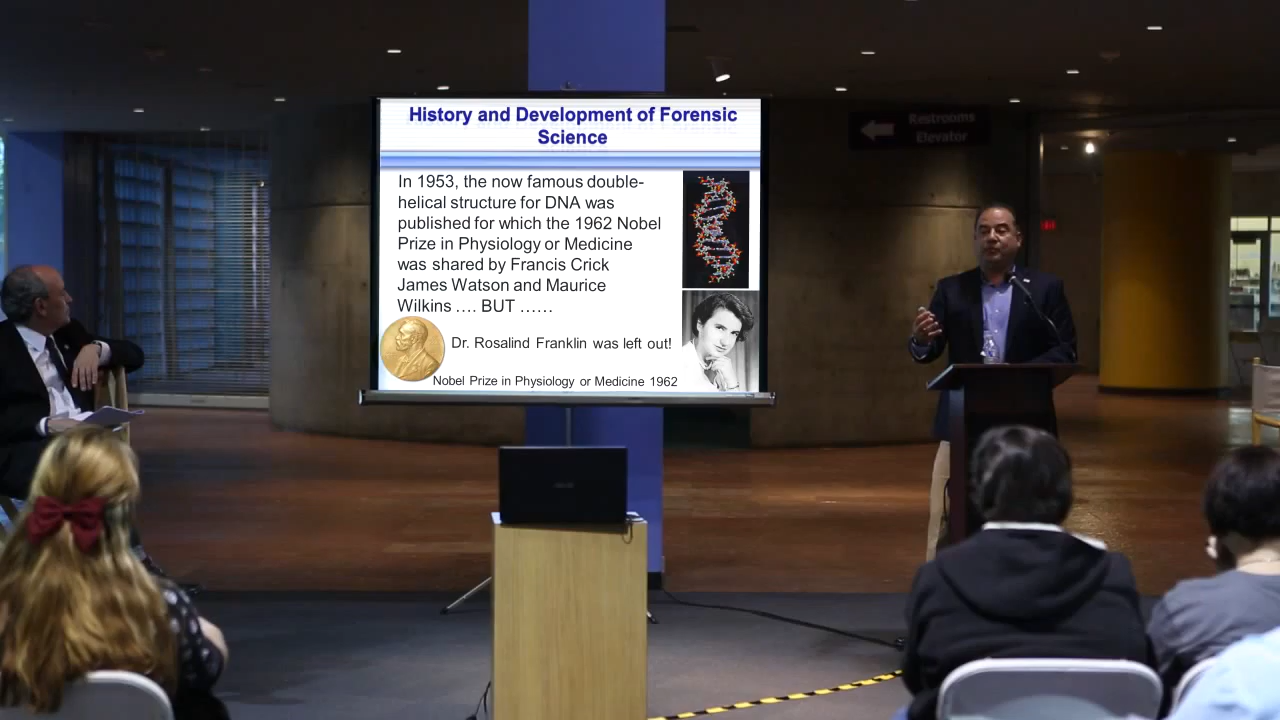 History and Development of Forensic
Science
In 1953, the now famous double-
helical structure for DNA was
published for which the 1962 Nobel
Prize in Physiology or Medicine
was shared by Francis Crick
James Watson and Maurice
Wilkins .... BUT ......
Dr. Rosalind Franklin was left out!
Nobel Prize in Physiology or Medicine 1962
Restrooms
Elevator